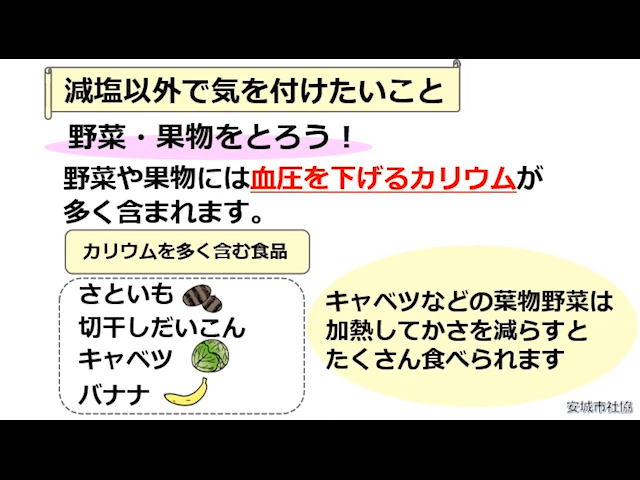 減塩以外で気を付けたいこと
野菜・果物をとろう！
野菜や果物には血圧を下げるカリウムが
多く含まれます。
カリウムを多く含む食品
さといも
切干しだいこん
キャベツ
バナナ
キャベツなどの葉物野菜は
加熱してかさを減らすと
たくさん食べられます
安城市社協